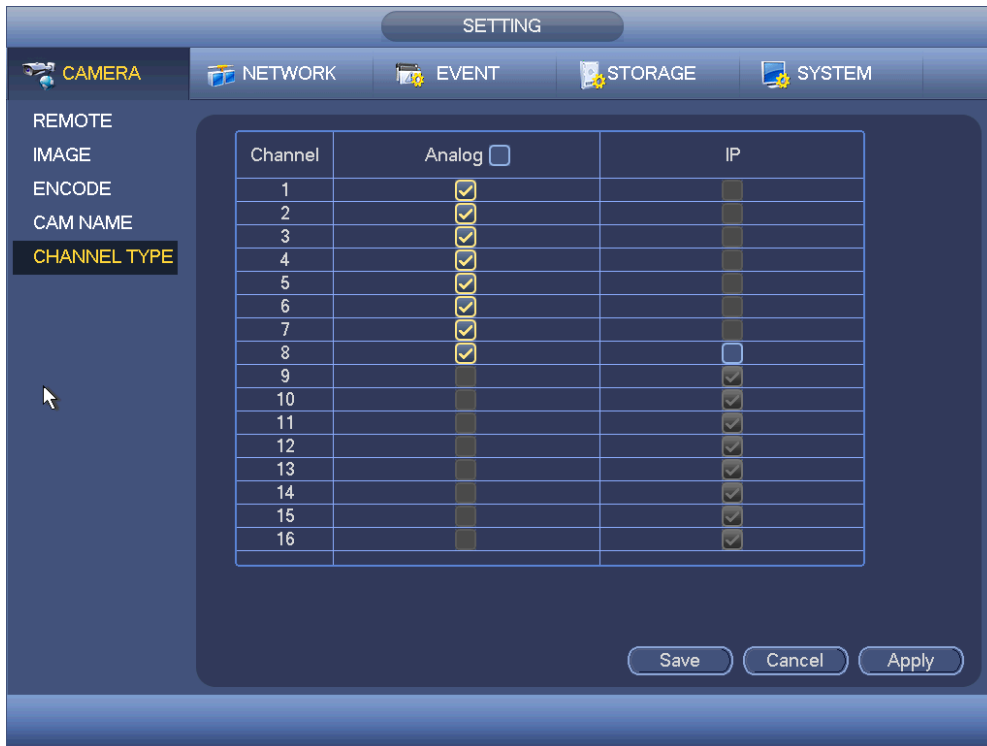 SETTING
CAMERA NETWORK EVENT STORAGE SYSTEM
REMOTE
IMAGE
ENCODE
CAM NAME
CHANNEL TYPE
Channel Analog IP
1
2
3
4
5
6
7
8
9
10
11
12
13
14
15
16
Save Cancel Apply